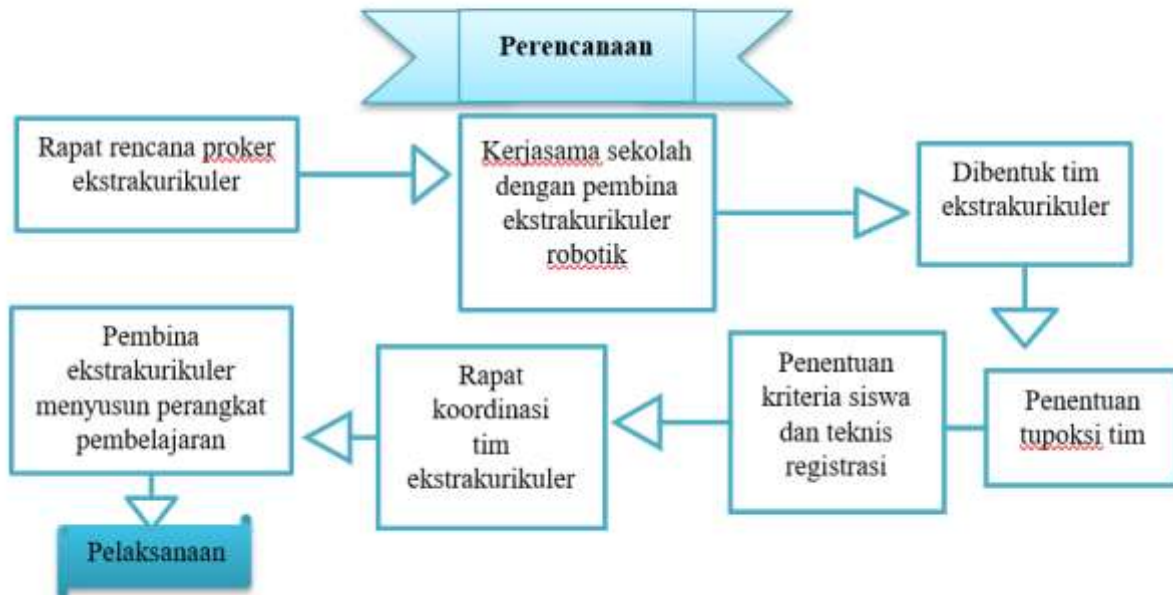 Perencanaan
Rapat rencana proker
ekstrakurikuler
Kerjasama sekolah
dengan pembina
ekstrakurikuler
robotik
Dibentuk tim
ekstrakurikuler
Penentuan
tupoksi tim
Penentuan
kriteria siswa
dan teknis
registrasi
Rapat
koordinasi
tim
ekstrakurikuler
Pembina
ekstrakurikuler
menyusun perangkat
pembelajaran
Pelaksanaan